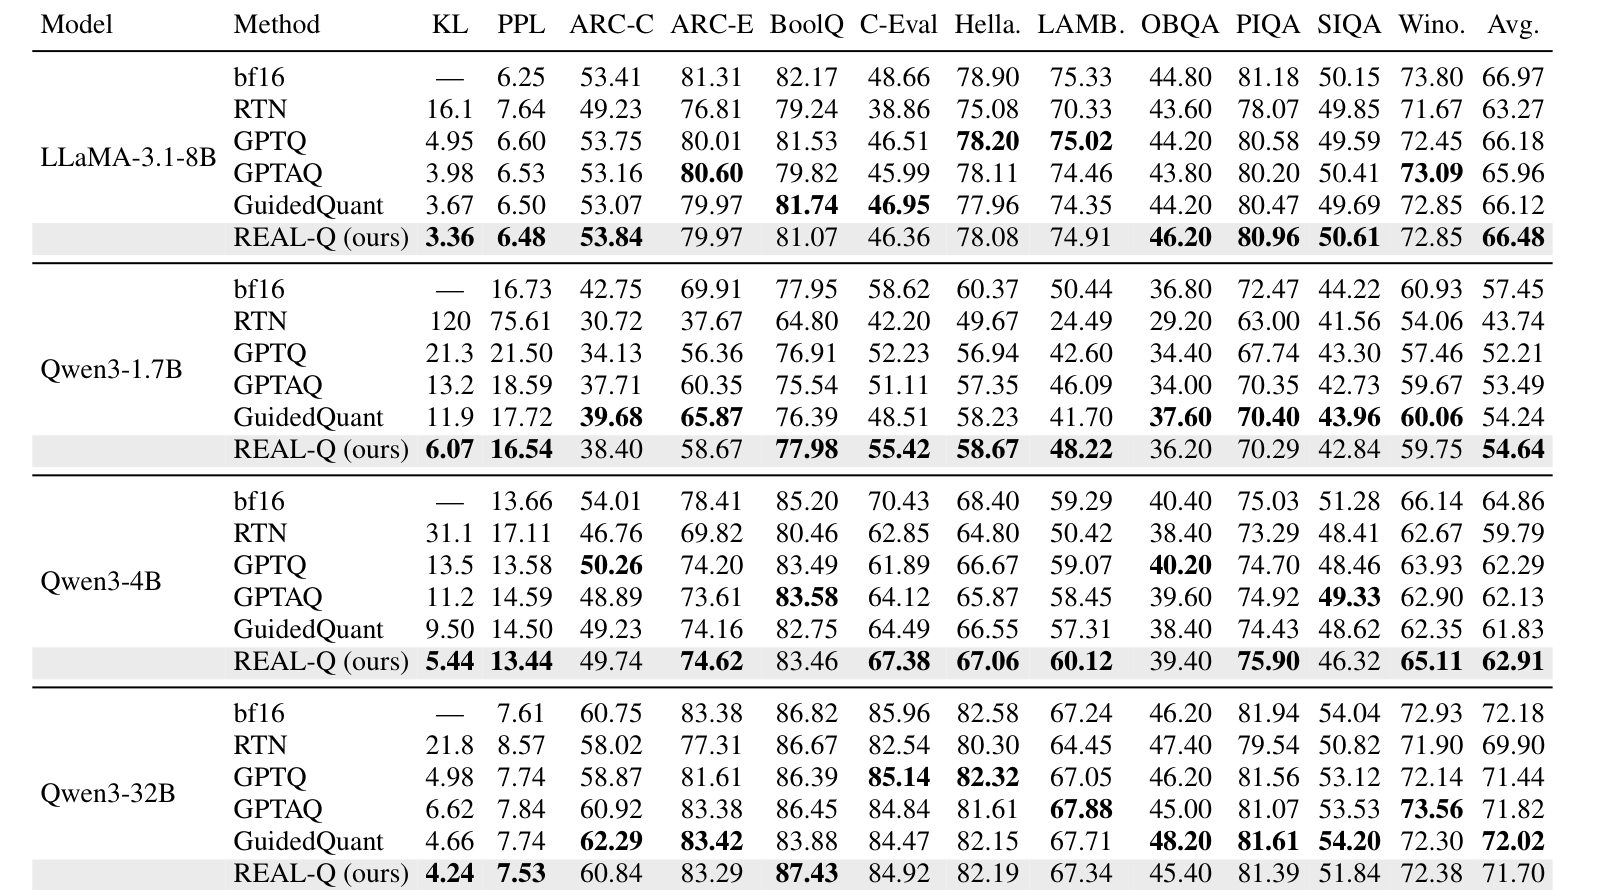 Model Method KL PPL ARC-C ARC-E BoolQ C-Eval Hella. LAMB. OBQA PIQA SIQA Wino. Avg.
bf16 — 6.25 53.41 81.31 82.17 48.66 78.90 75.33 44.80 81.18 50.15 73.80 66.97
RTN 16.1 7.64 49.23 76.81 79.24 38.86 75.08 70.33 43.60 78.07 49.85 71.67 63.27
GPTQ 4.95 6.60 53.75 80.01 81.53 46.51 78.20 75.02 44.20 80.58 49.59 72.45 66.18
LLaMA-3.1-8B
GPTAQ 3.98 6.53 53.16 80.60 79.82 45.99 78.11 74.46 43.80 80.20 50.41 73.09 65.96
GuidedQuant 3.67 6.50 53.07 79.97 81.74 46.95 77.96 74.35 44.20 80.47 49.69 72.85 66.12
REAL-Q (ours) 3.36 6.48 53.84 79.97 81.07 46.36 78.08 74.91 46.20 80.96 50.61 72.85 66.48
bf16 — 16.73 42.75 69.91 77.95 58.62 60.37 50.44 36.80 72.47 44.22 60.93 57.45
RTN 120 75.61 30.72 37.67 64.80 42.20 49.67 24.49 29.20 63.00 41.56 54.06 43.74
GPTQ 21.3 21.50 34.13 56.36 76.91 52.23 56.94 42.60 34.40 67.74 43.30 57.46 52.21
Qwen3-1.7B
GPTAQ 13.2 18.59 37.71 60.35 75.54 51.11 57.35 46.09 34.00 70.35 42.73 59.67 53.49
GuidedQuant 11.9 17.72 39.68 65.87 76.39 48.51 58.23 41.70 37.60 70.40 43.96 60.06 54.24
REAL-Q (ours) 6.07 16.54 38.40 58.67 77.98 55.42 58.67 48.22 36.20 70.29 42.84 59.75 54.64
bf16 — 13.66 54.01 78.41 85.20 70.43 68.40 59.29 40.40 75.03 51.28 66.14 64.86
RTN 31.1 17.11 46.76 69.82 80.46 62.85 64.80 50.42 38.40 73.29 48.41 62.67 59.79
GPTQ 13.5 13.58 50.26 74.20 83.49 61.89 66.67 59.07 40.20 74.70 48.46 63.93 62.29
Qwen3-4B
GPTAQ 11.2 14.59 48.89 73.61 83.58 64.12 65.87 58.45 39.60 74.92 49.33 62.90 62.13
GuidedQuant 9.50 14.50 49.23 74.16 82.75 64.49 66.55 57.31 38.40 74.43 48.62 62.35 61.83
REAL-Q (ours) 5.44 13.44 49.74 74.62 83.46 67.38 67.06 60.12 39.40 75.90 46.32 65.11 62.91
bf16 — 7.61 60.75 83.38 86.82 85.96 82.58 67.24 46.20 81.94 54.04 72.93 72.18
RTN 21.8 8.57 58.02 77.31 86.67 82.54 80.30 64.45 47.40 79.54 50.82 71.90 69.90
GPTQ 4.98 7.74 58.87 81.61 86.39 85.14 82.32 67.05 46.20 81.56 53.12 72.14 71.44
Qwen3-32B
GPTAQ 6.62 7.84 60.92 83.38 86.45 84.84 81.61 67.88 45.00 81.07 53.53 73.56 71.82
GuidedQuant 4.66 7.74 62.29 83.42 83.88 84.47 82.15 67.71 48.20 81.61 54.20 72.30 72.02
REAL-Q (ours) 4.24 7.53 60.84 83.29 87.43 84.92 82.19 67.34 45.40 81.39 51.84 72.38 71.70